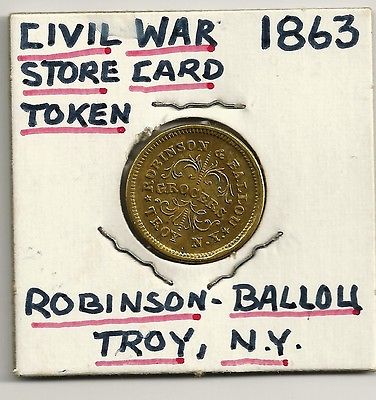 CIVIL WAR 1863
STORE CARD
TOKEN
ROBINSON & BALLOU
GROCERS
TROY N.Y.
ROBINSON-BALLOU
TROY, N.Y.